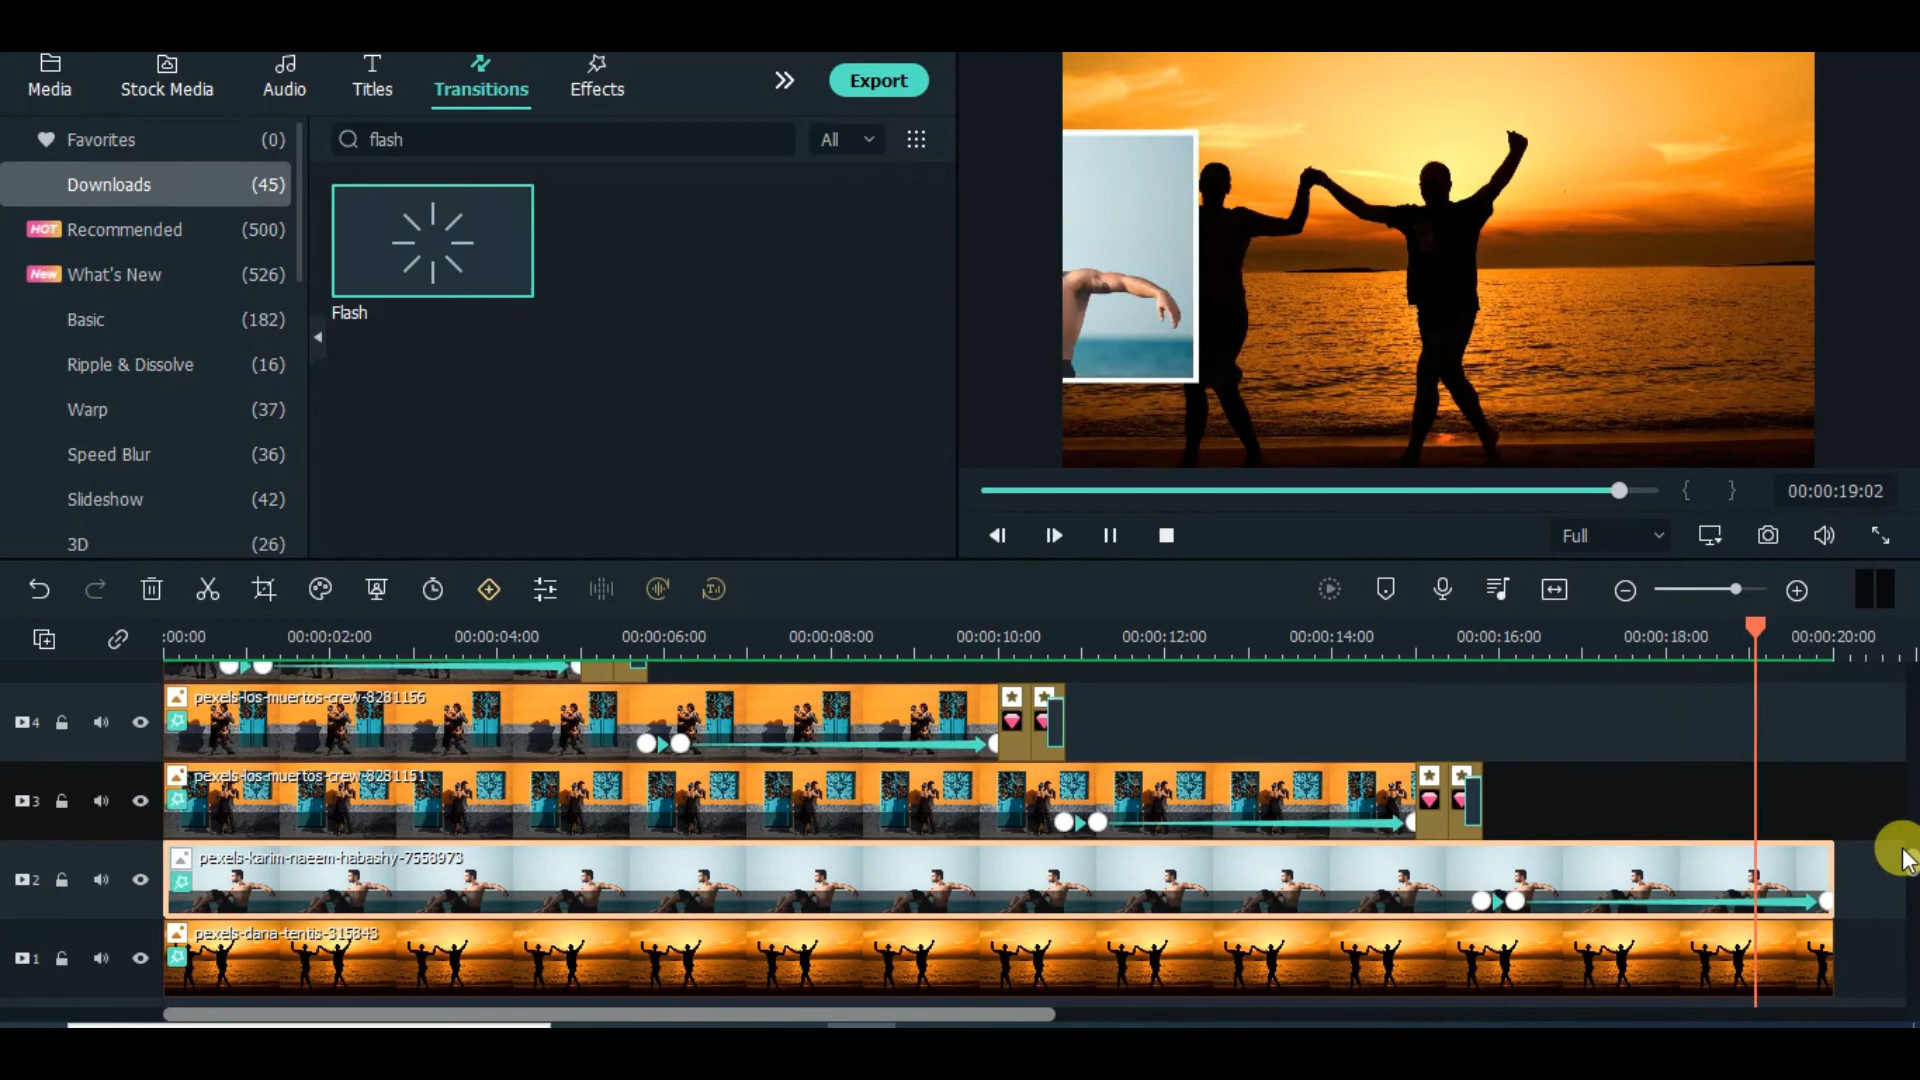 Media
Stock Media
Audio
Titles
Transitions
Effects
Export
Favorites (0)
flash
All
Downloads (45)
HOT Recommended (500)
New What's New (526)
Basic (182)
Flash
Ripple & Dissolve (16)
Warp (37)
Speed Blur (36)
Slideshow (42)
3D (26)
{ }
00:00:19:02
Full
:00:00 00:00:02:00 00:00:04:00 00:00:06:00 00:00:08:00 00:00:10:00 00:00:12:00 00:00:14:00 00:00:16:00 00:00:18:00 00:00:20:00
4
pexels-los-muertos-crew-8281156
3
pexels-los-muertos-crew-8281151
2
pexels-karim-naeem-habashy-7558973
1
pexels-dana-tentis-315843